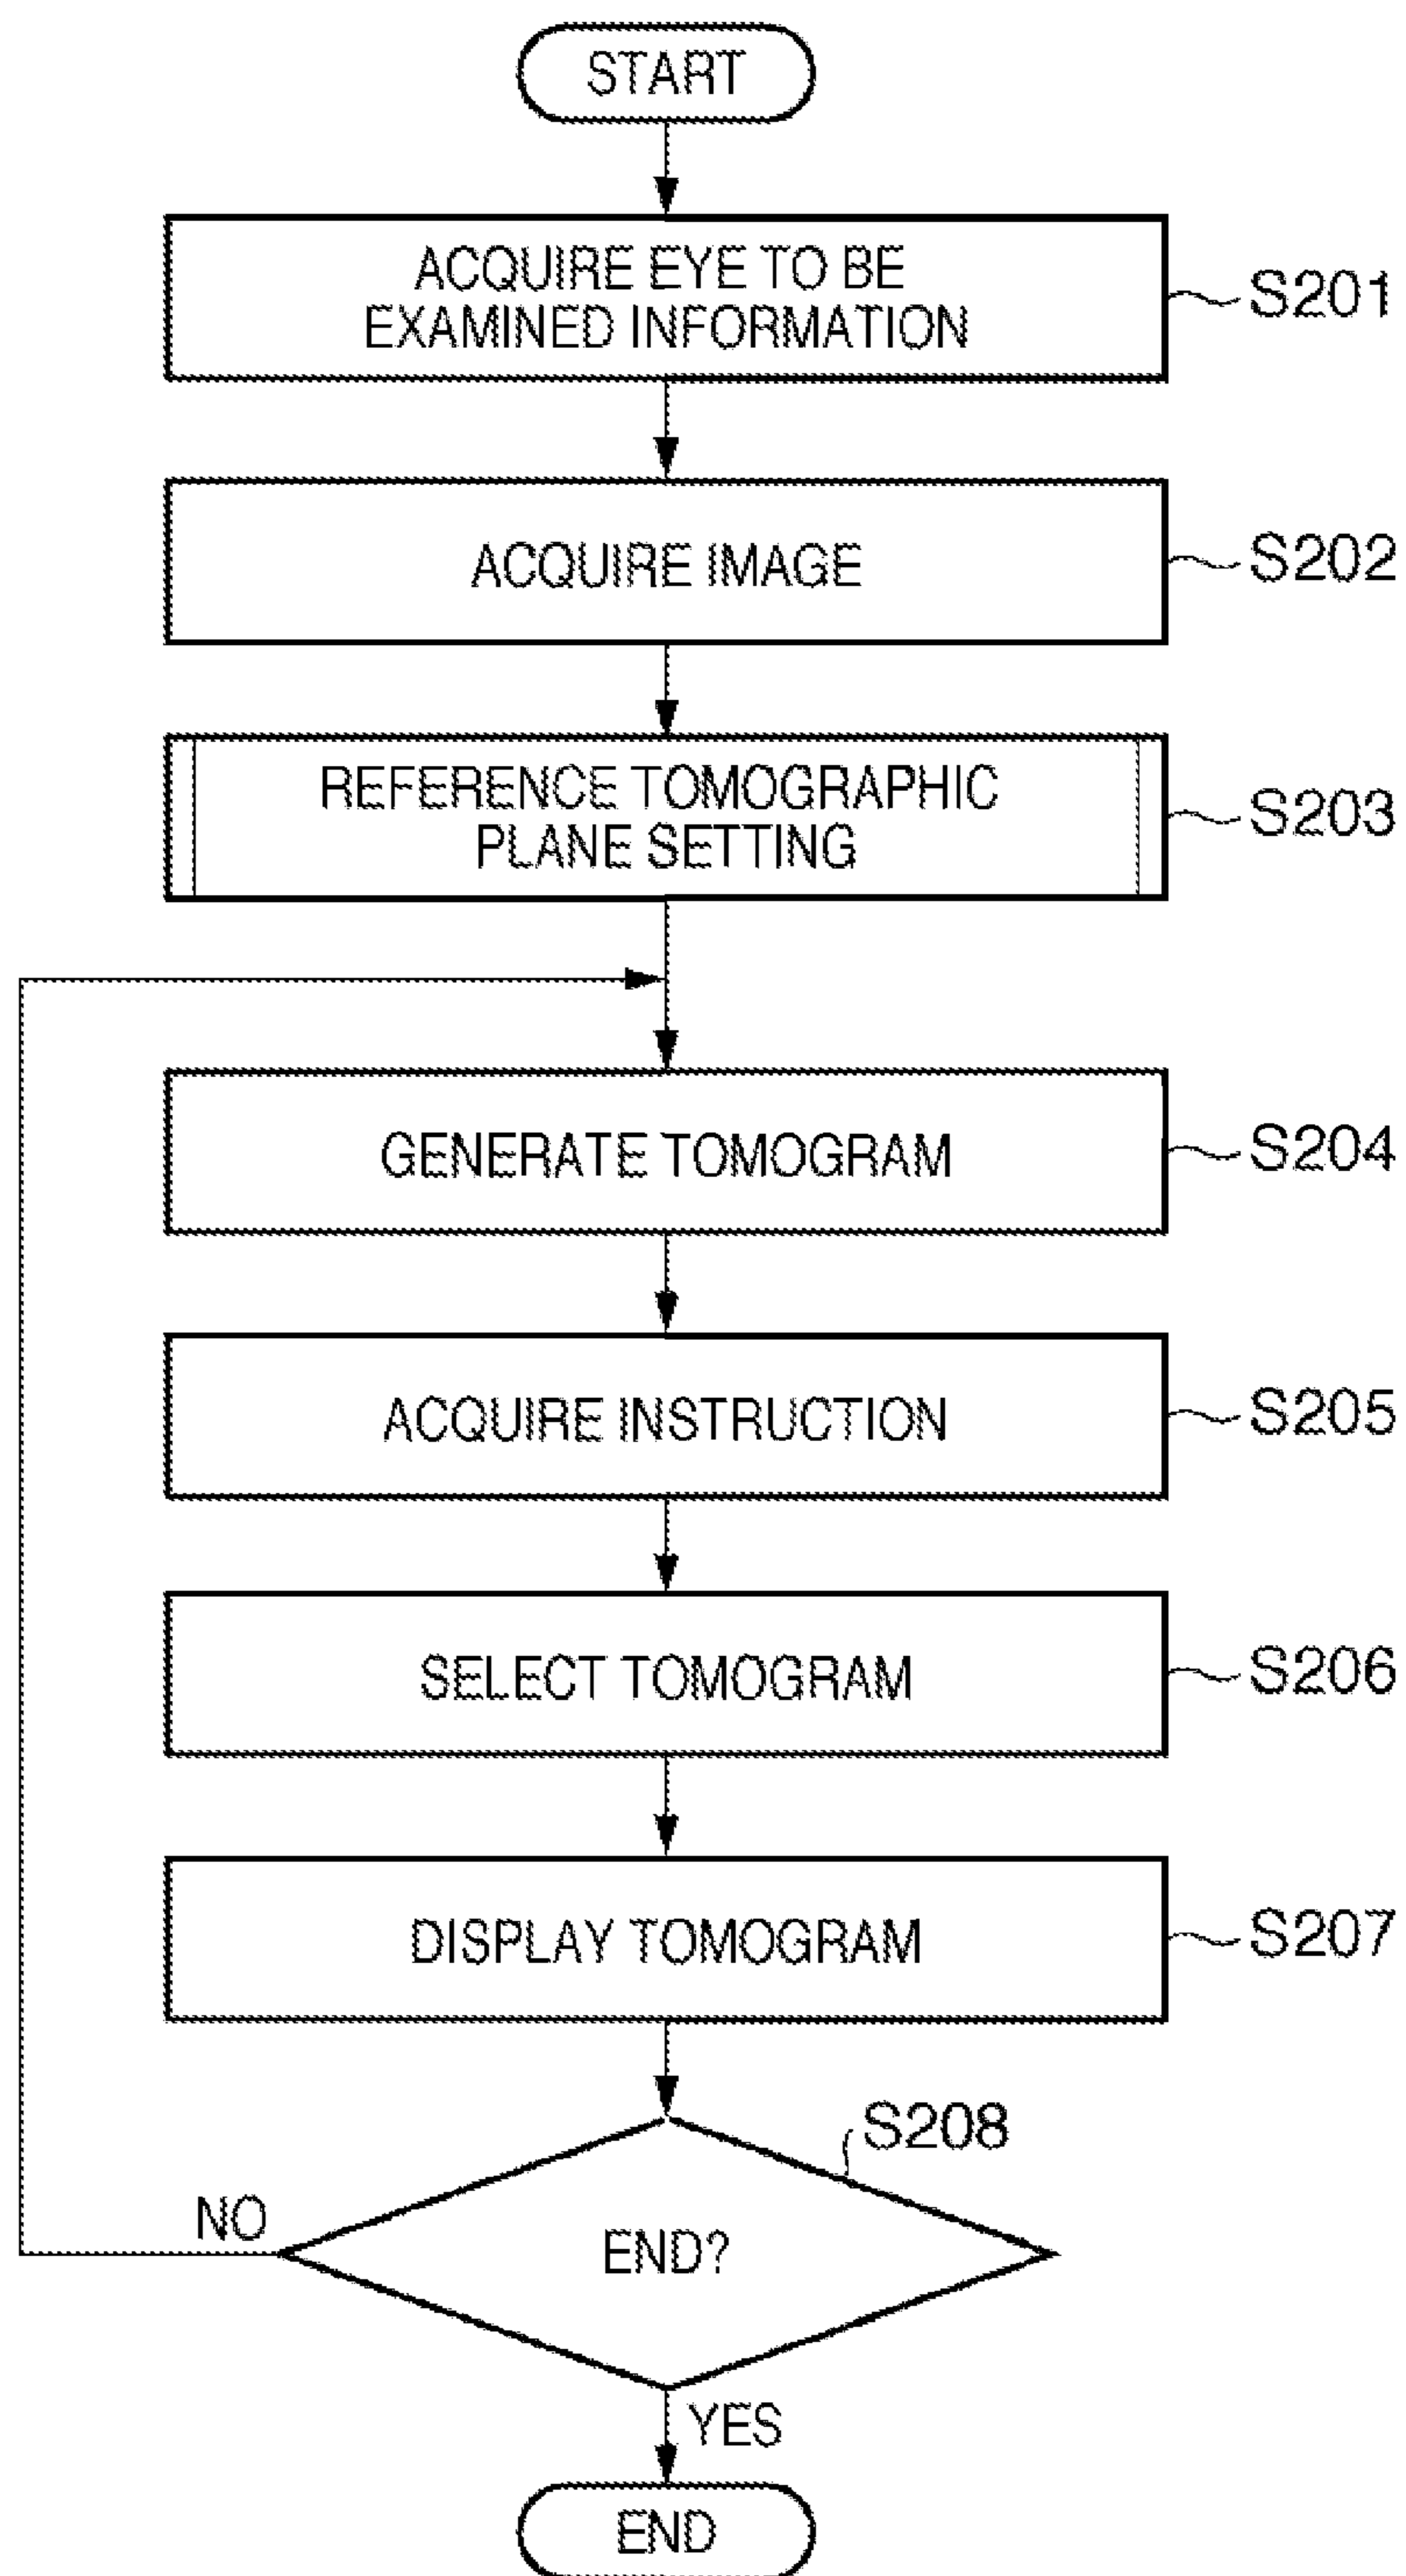 START
ACQUIRE EYE TO BE
EXAMINED INFORMATION
S201
ACQUIRE IMAGE
S202
REFERENCE TOMOGRAPHIC
PLANE SETTING
S203
GENERATE TOMOGRAM
S204
ACQUIRE INSTRUCTION
S205
SELECT TOMOGRAM
S206
DISPLAY TOMOGRAM
S207
S208
NO
END?
YES
END